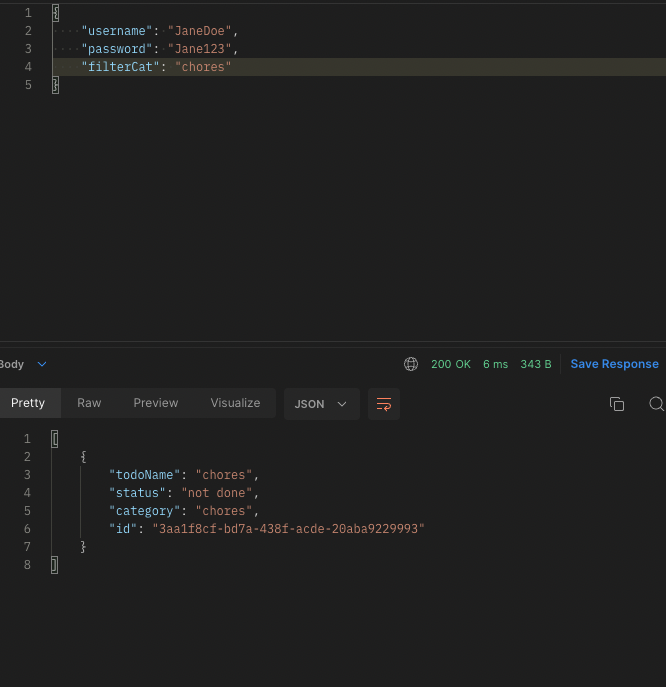 1 {
2 "username": "JaneDoe",
3 "password": "Jane123",
4 "filterCat": "chores"
5 }
Body 200 OK 6 ms 343 B Save Response
Pretty Raw Preview Visualize JSON
1 [
2 {
3 "todoName": "chores",
4 "status": "not done",
5 "category": "chores",
6 "id": "3aa1f8cf-bd7a-438f-acde-20aba9229993"
7 }
8 ]